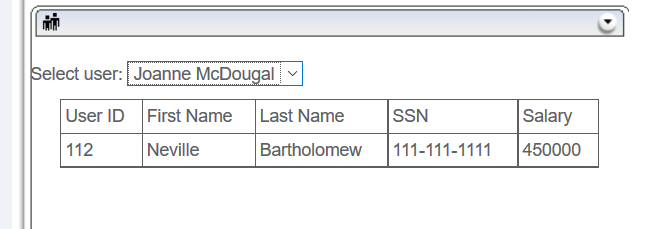 Select user: Joanne McDougal
User ID First Name Last Name SSN Salary
112 Neville Bartholomew 111-111-1111 450000